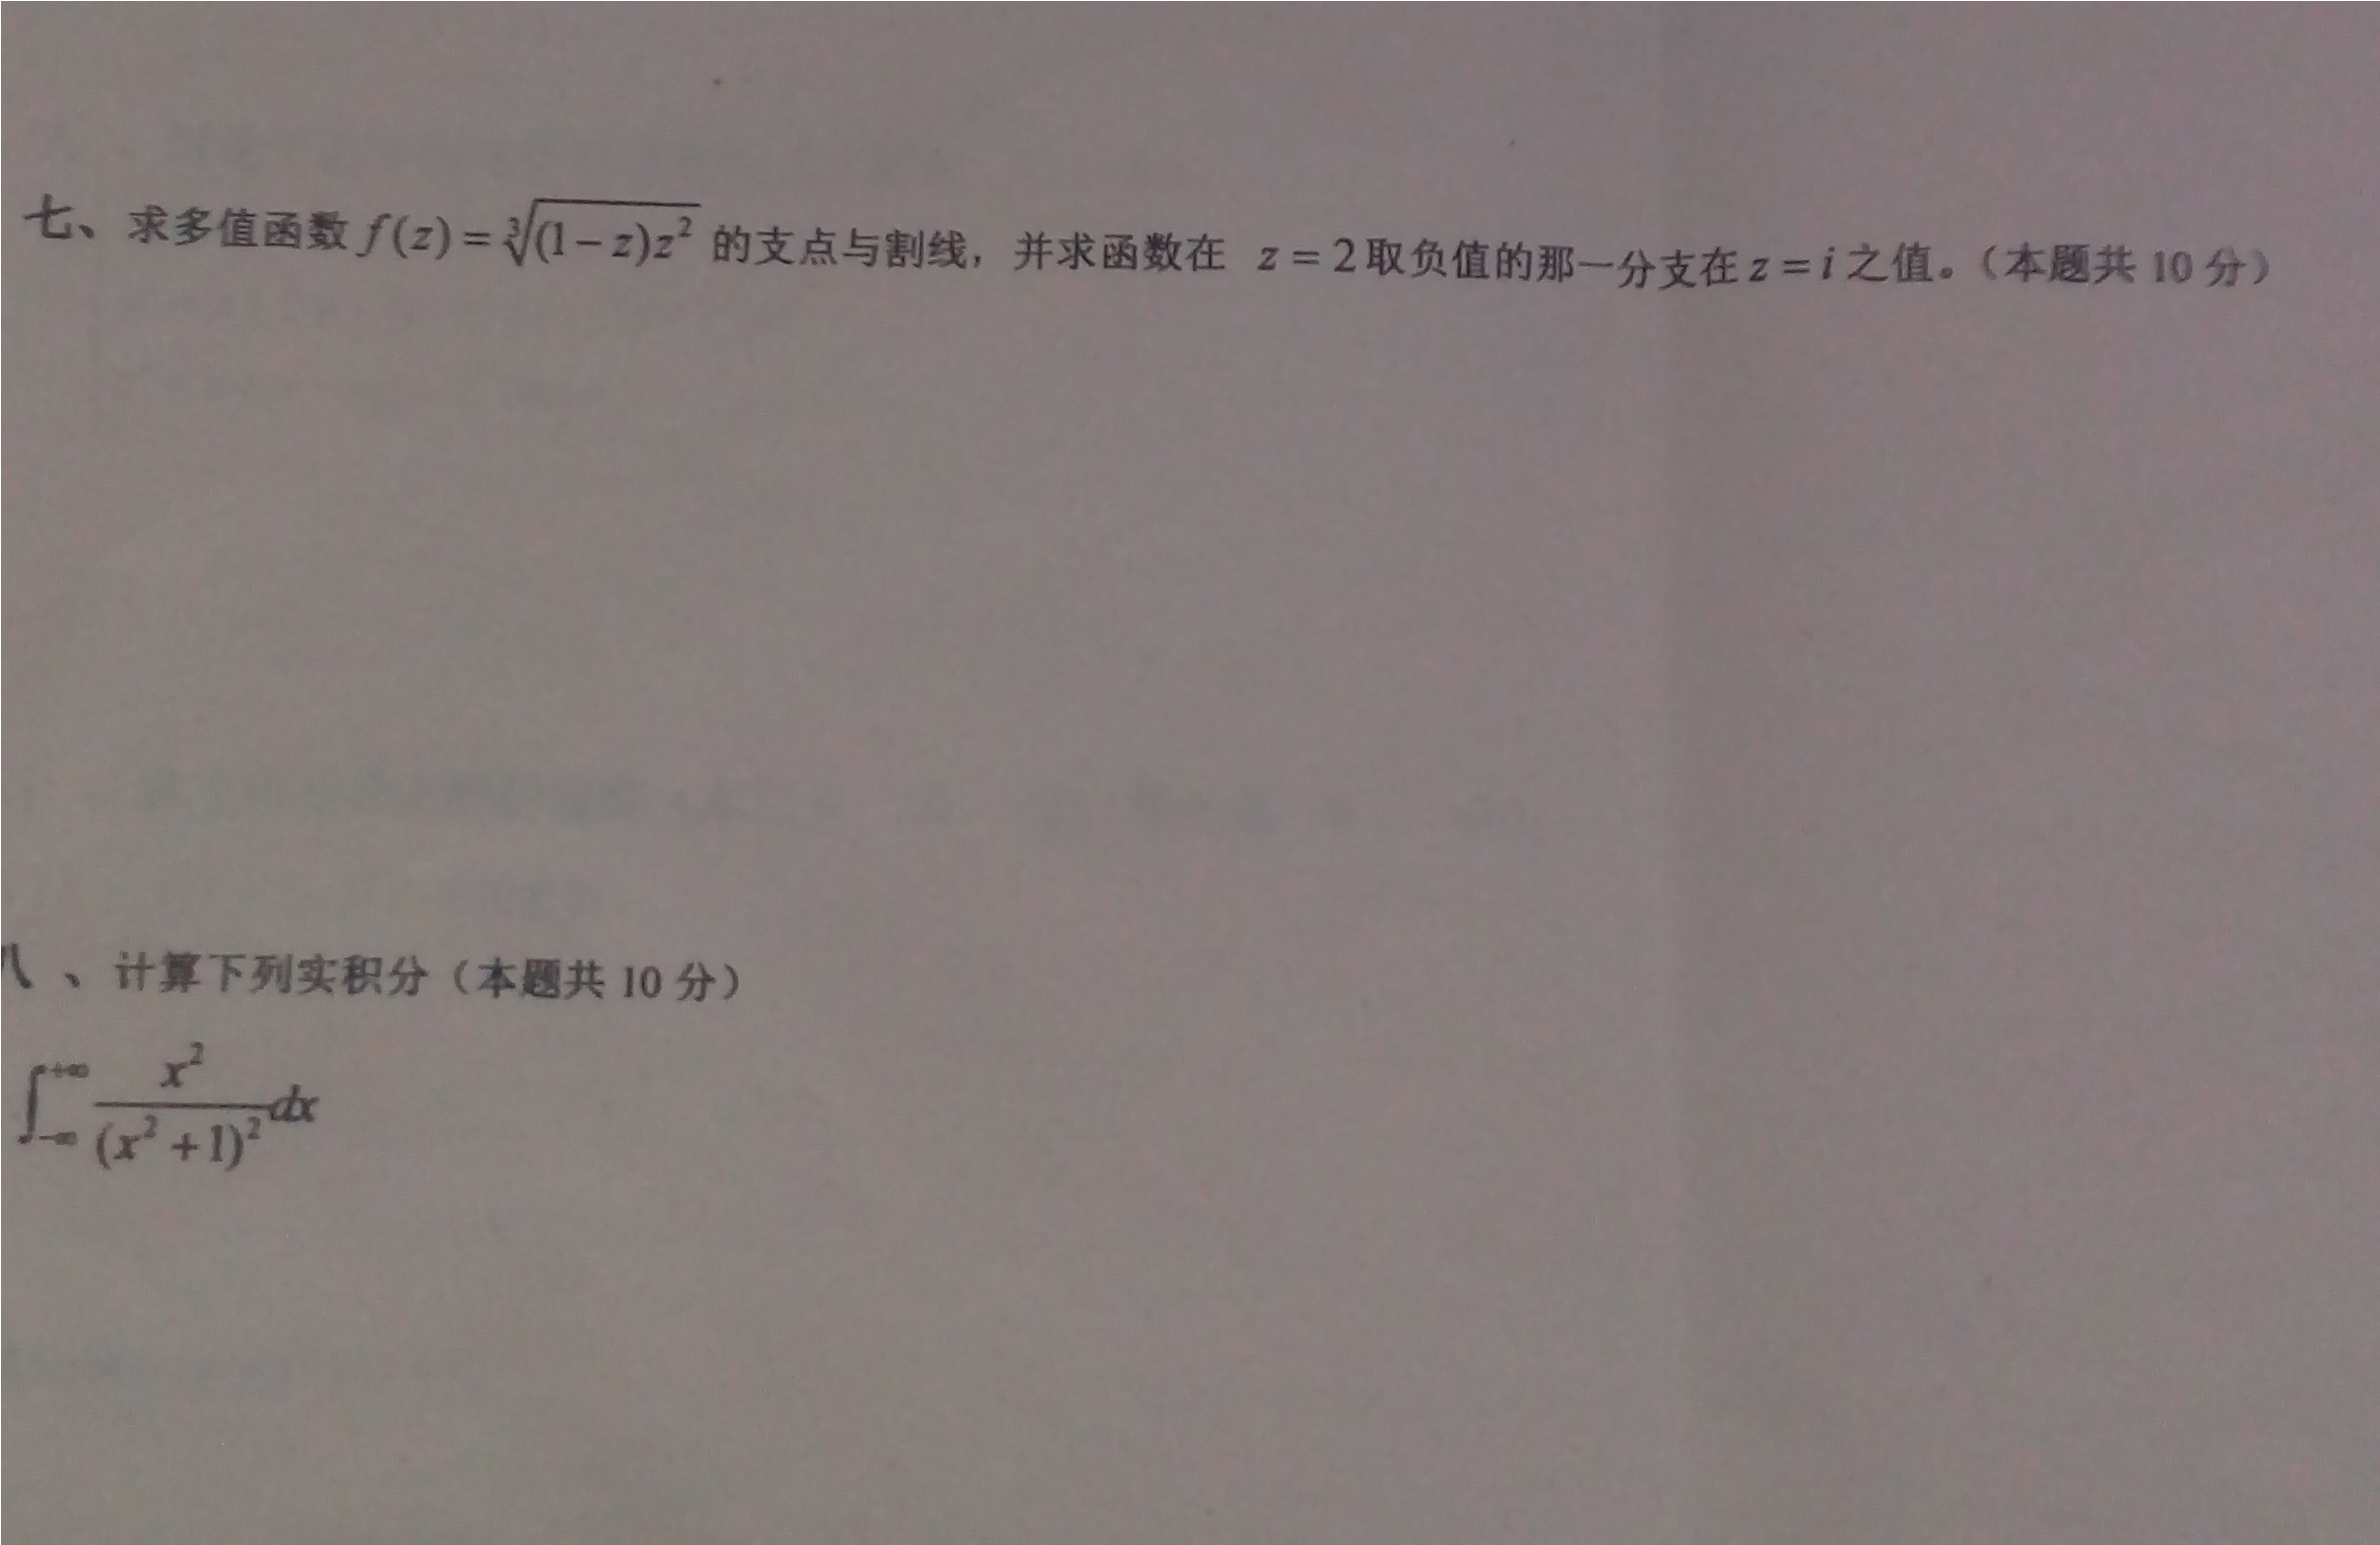 七、求多值函数 f(z) = ∛((1−z)z²) 的支点与割线，并求函数在 z = 2 取负值的那一分支在 z = i 之值。（本题共 10 分）
八、计算下列实积分（本题共 10 分）
∫_{-∞}^{+∞} x²/(x²+1)² dx